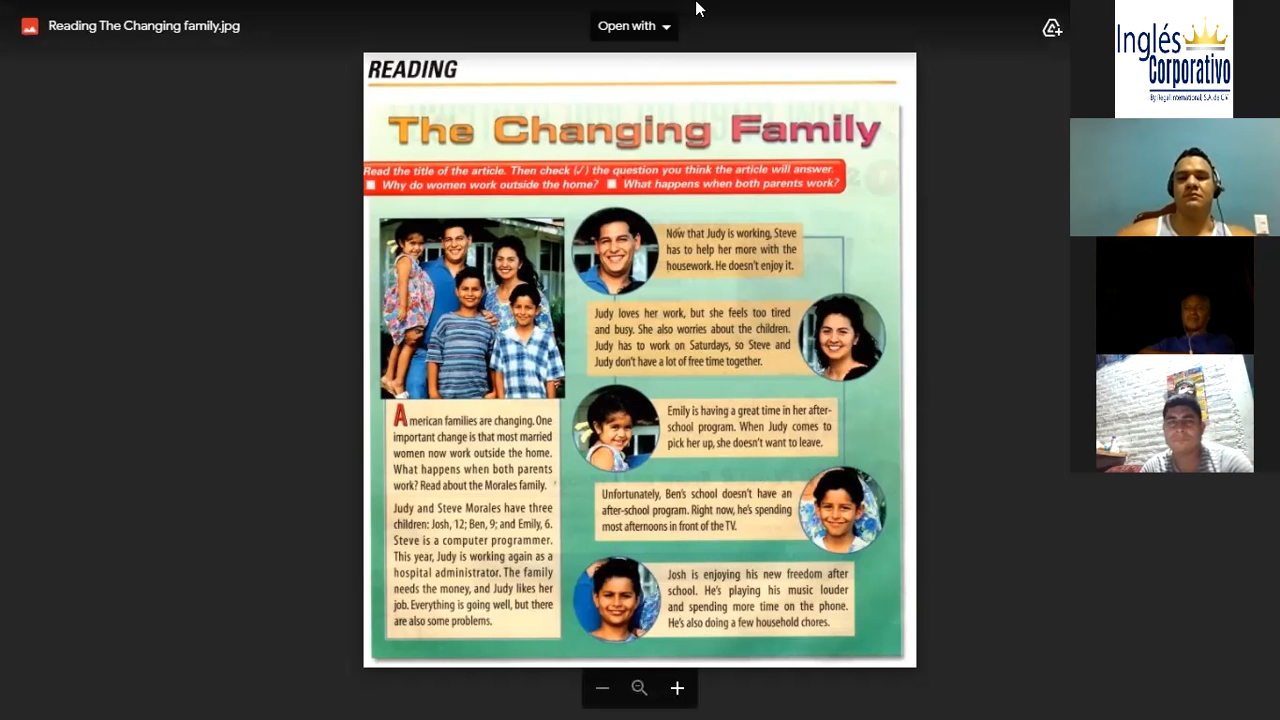 Reading The Changing family.jpg
Open with
Inglés
Corporativo
By Regal International, S.A. de C.V.
READING
The Changing Family
Read the title of the article. Then check (✓) the question you think the article will answer.
Why do women work outside the home? What happens when both parents work?
American families are changing. One
important change is that most married
women now work outside the home.
What happens when both parents
work? Read about the Morales family.
Judy and Steve Morales have three
children: Josh, 12; Ben, 9; and Emily, 6.
Steve is a computer programmer.
This year, Judy is working again as a
hospital administrator. The family
needs the money, and Judy likes her
job. Everything is going well, but there
are also some problems.
Now that Judy is working, Steve
has to help her more with the
housework. He doesn't enjoy it.
Judy loves her work, but she feels too tired
and busy. She also worries about the children.
Judy has to work on Saturdays, so Steve and
Judy don't have a lot of free time together.
Emily is having a great time in her after-
school program. When Judy comes to
pick her up, she doesn't want to leave.
Unfortunately, Ben's school doesn't have an
after-school program. Right now, he's spending
most afternoons in front of the TV.
Josh is enjoying his new freedom after
school. He's playing his music louder
and spending more time on the phone.
He's also doing a few household chores.